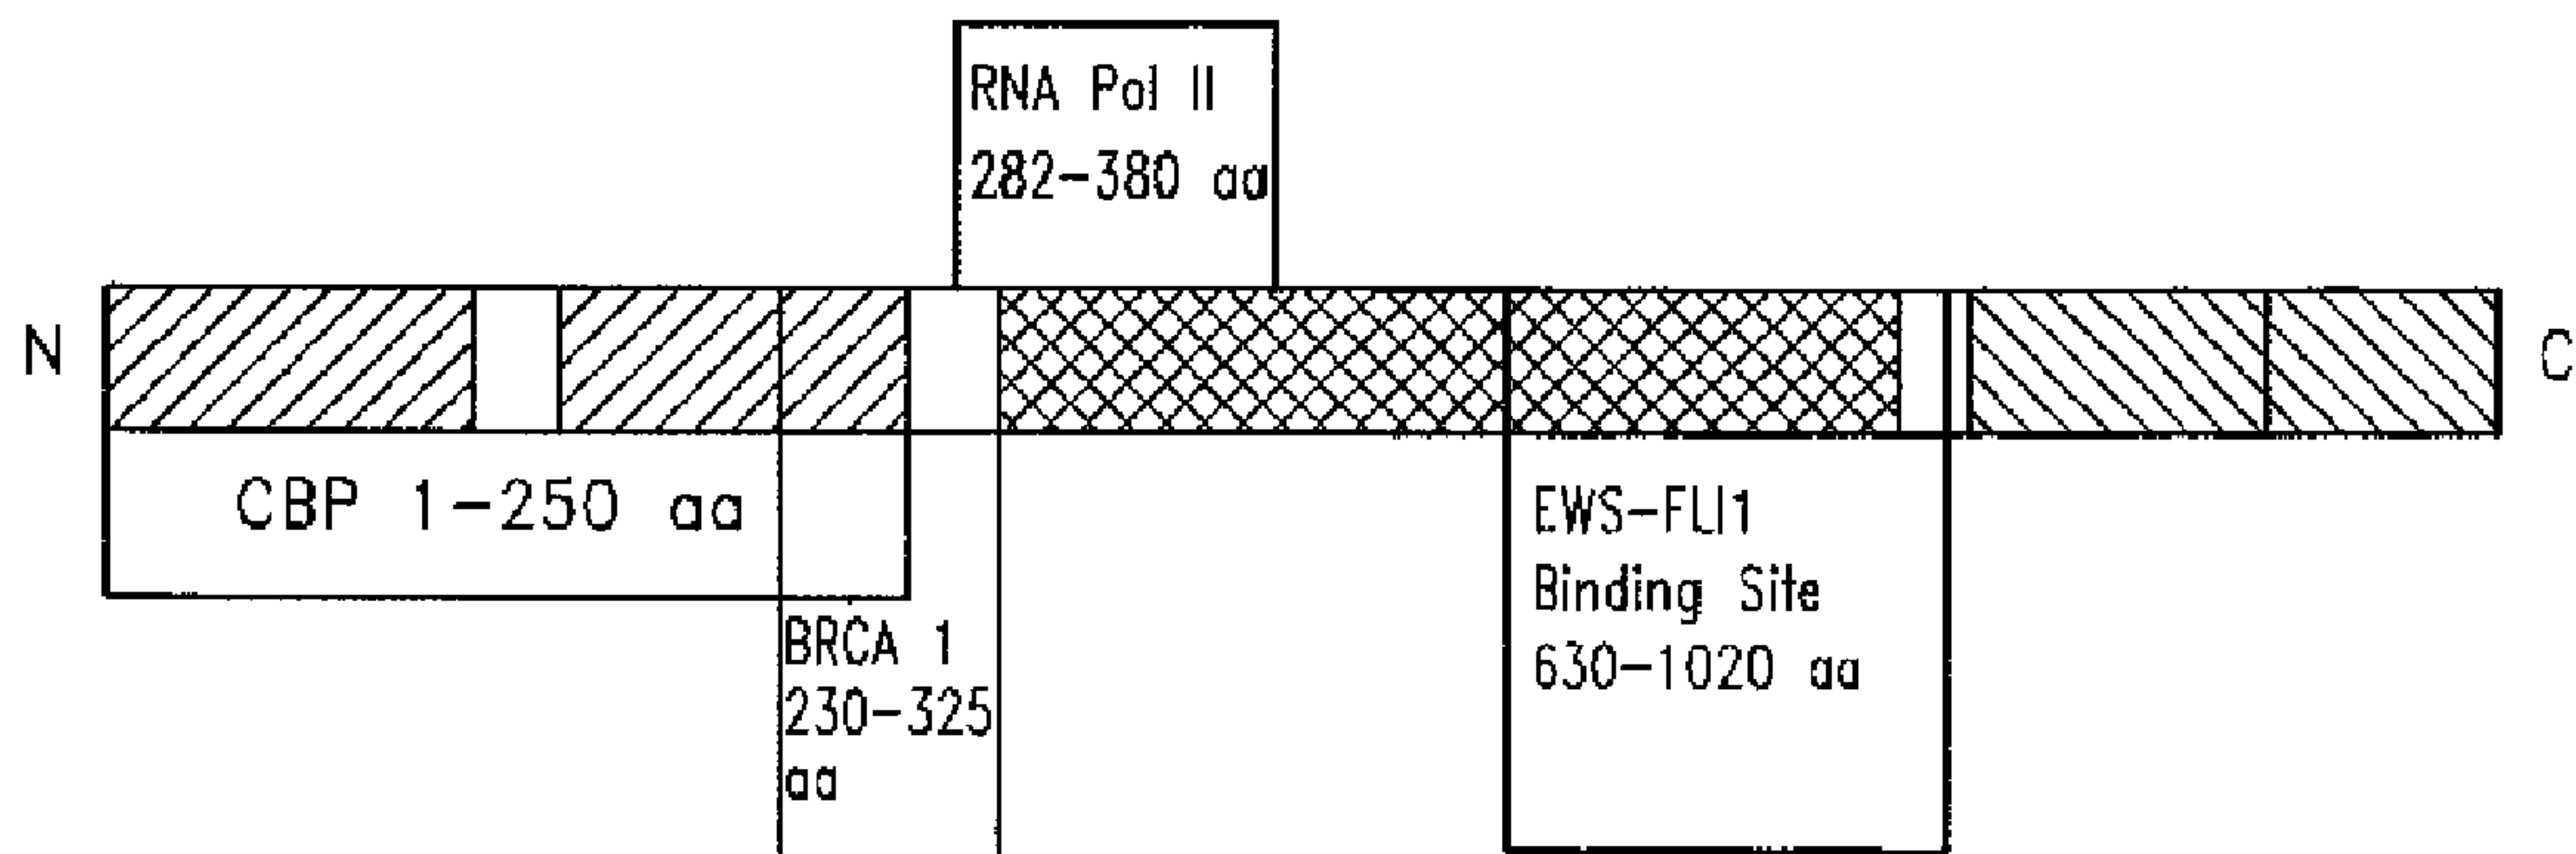 RNA Pol II
282-380 aa
N
C
CBP 1-250 aa
BRCA 1
230-325
aa
EWS-FLI1
Binding Site
630-1020 aa